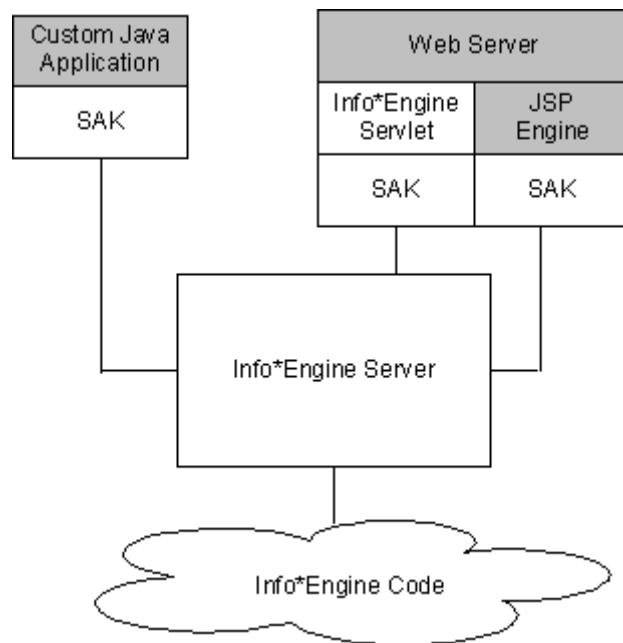 Custom Java
Application
SAK
Web Server
Info*Engine
Servlet
JSP
Engine
SAK
SAK
Info*Engine Server
Info*Engine Code